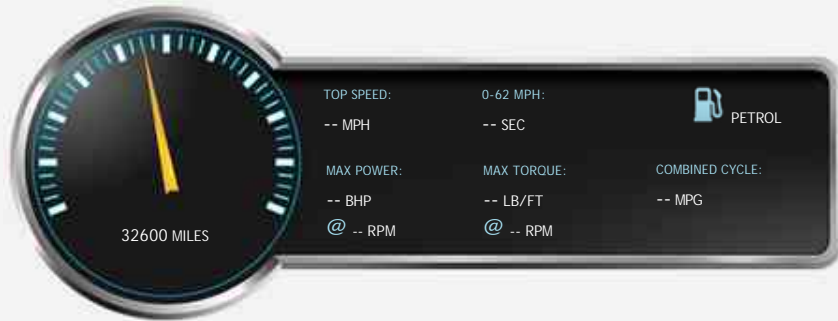 TOP SPEED:
-- MPH
0-62 MPH:
-- SEC
PETROL
MAX POWER:
-- BHP
@ -- RPM
MAX TORQUE:
-- LB/FT
@ -- RPM
COMBINED CYCLE:
-- MPG
32600 MILES